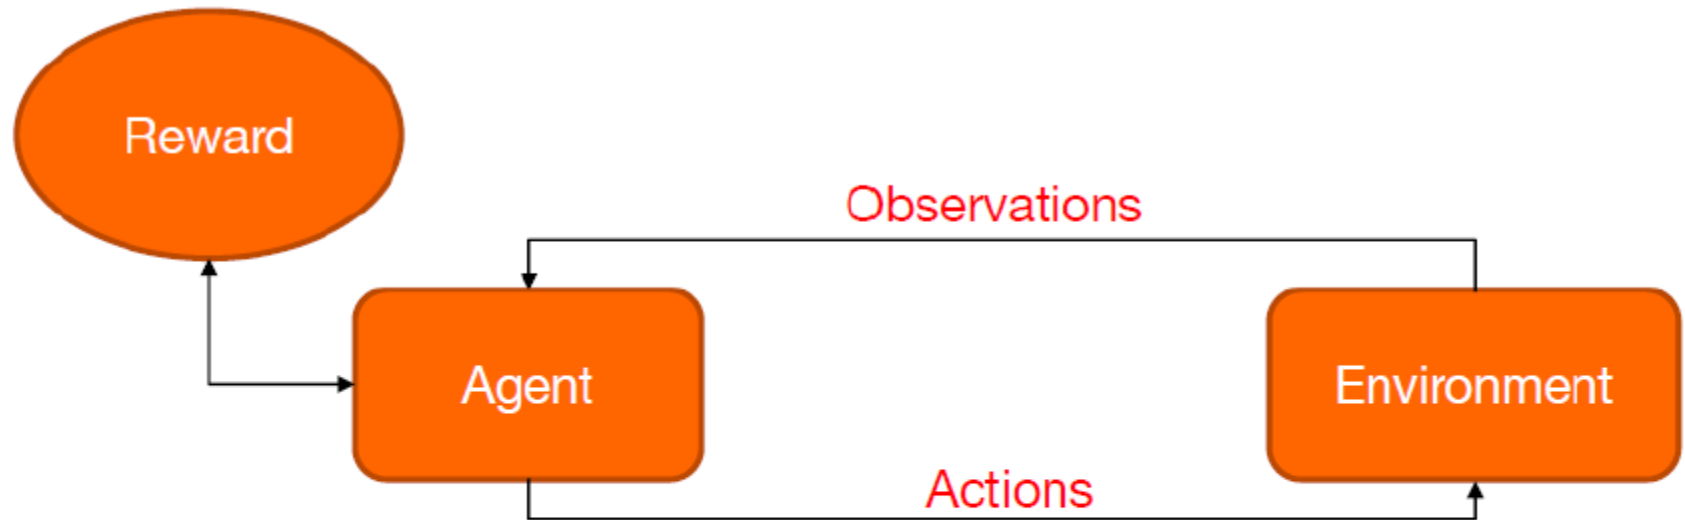 Reward
Observations
Agent
Environment
Actions